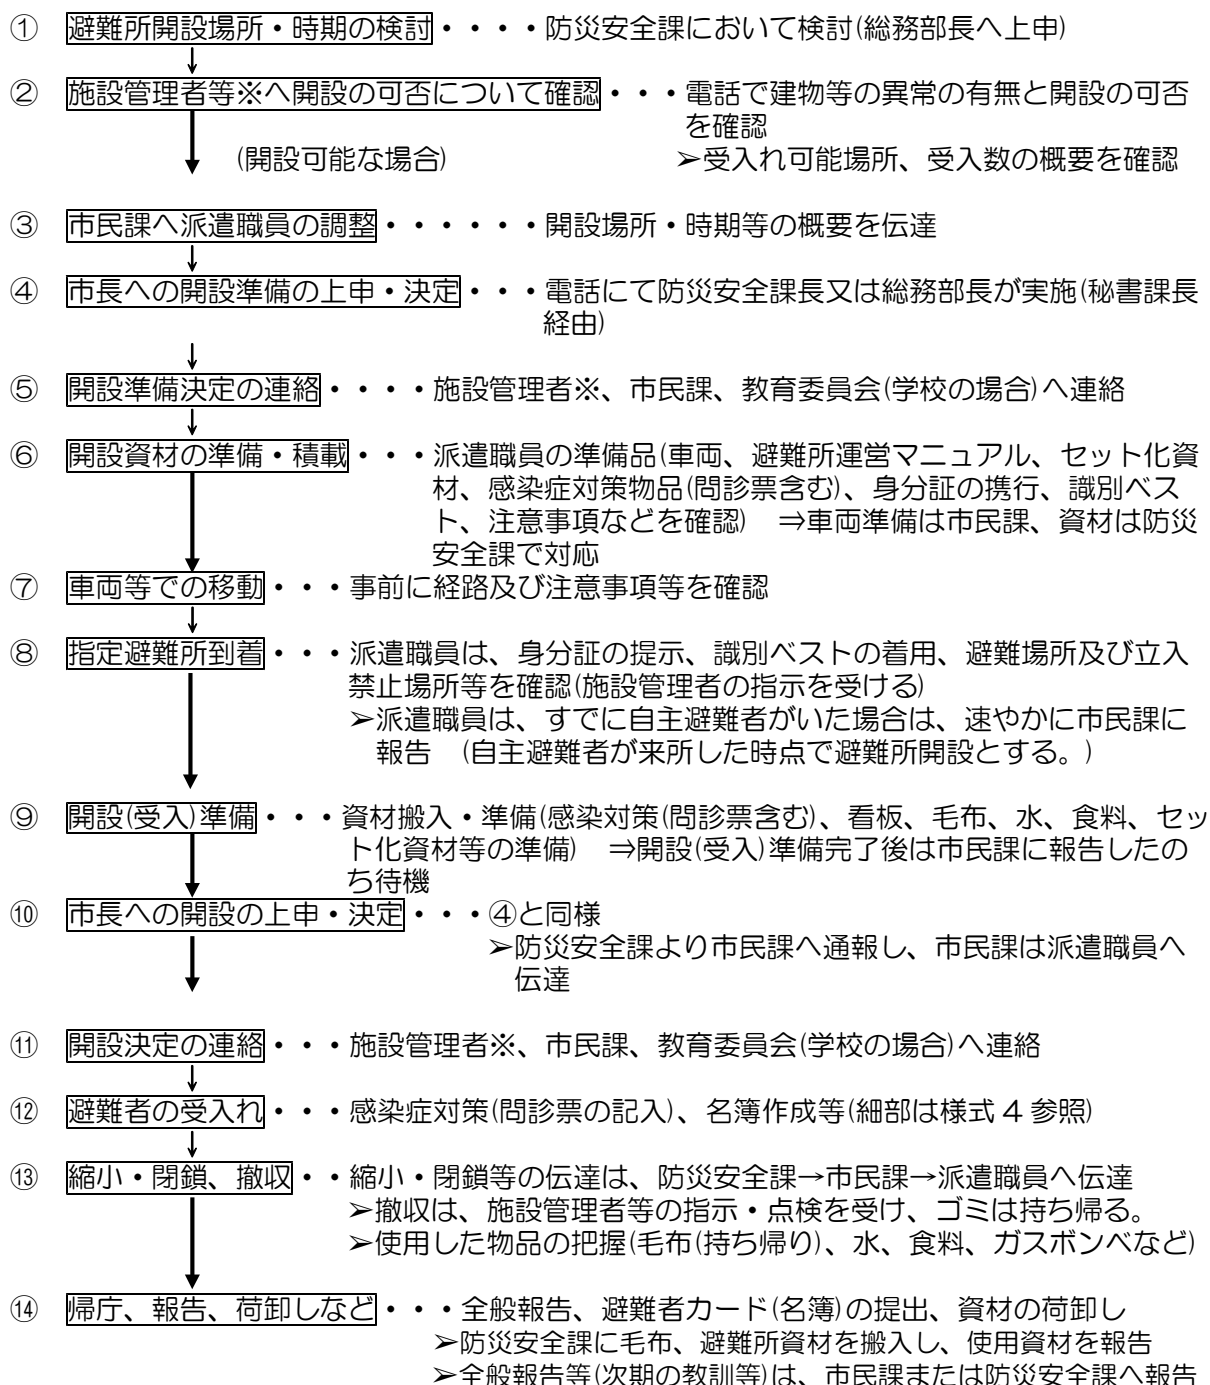 ① 避難所開設場所・時期の検討・・・・防災安全課において検討(総務部長へ上申)
② 施設管理者等※へ開設の可否について確認・・・電話で建物等の異常の有無と開設の可否
を確認
(開設可能な場合) ➢受入れ可能場所、受入数の概要を確認
③ 市民課へ派遣職員の調整・・・・・・開設場所・時期等の概要を伝達
④ 市長への開設準備の上申・決定・・・電話にて防災安全課長又は総務部長が実施(秘書課長
経由)
⑤ 開設準備決定の連絡・・・・施設管理者※、市民課、教育委員会(学校の場合)へ連絡
⑥ 開設資材の準備・積載・・・派遣職員の準備品(車両、避難所運営マニュアル、セット化資
材、感染症対策物品(問診票含む)、身分証の携行、識別ベス
ト、注意事項などを確認) ⇒車両準備は市民課、資材は防災
安全課で対応
⑦ 車両等での移動・・・事前に経路及び注意事項等を確認
⑧ 指定避難所到着・・・派遣職員は、身分証の提示、識別ベストの着用、避難場所及び立入
禁止場所等を確認(施設管理者の指示を受ける)
➢派遣職員は、すでに自主避難者がいた場合は、速やかに市民課に
報告 (自主避難者が来所した時点で避難所開設とする。)
⑨ 開設(受入)準備・・・資材搬入・準備(感染対策(問診票含む)、看板、毛布、水、食料、セッ
ト化資材等の準備) ⇒開設(受入)準備完了後は市民課に報告したの
ち待機
⑩ 市長への開設の上申・決定・・・④と同様
➢防災安全課より市民課へ通報し、市民課は派遣職員へ
伝達
⑪ 開設決定の連絡・・・施設管理者※、市民課、教育委員会(学校の場合)へ連絡
⑫ 避難者の受入れ・・・感染症対策(問診票の記入)、名簿作成等(細部は様式4参照)
⑬ 縮小・閉鎖、撤収・・縮小・閉鎖等の伝達は、防災安全課→市民課→派遣職員へ伝達
➢撤収は、施設管理者等の指示・点検を受け、ゴミは持ち帰る。
➢使用した物品の把握(毛布(持ち帰り)、水、食料、ガスボンベなど)
⑭ 帰庁、報告、荷卸しなど・・・全般報告、避難者カード(名簿)の提出、資材の荷卸し
➢防災安全課に毛布、避難所資材を搬入し、使用資材を報告
➢全般報告等(次期の教訓等)は、市民課または防災安全課へ報告